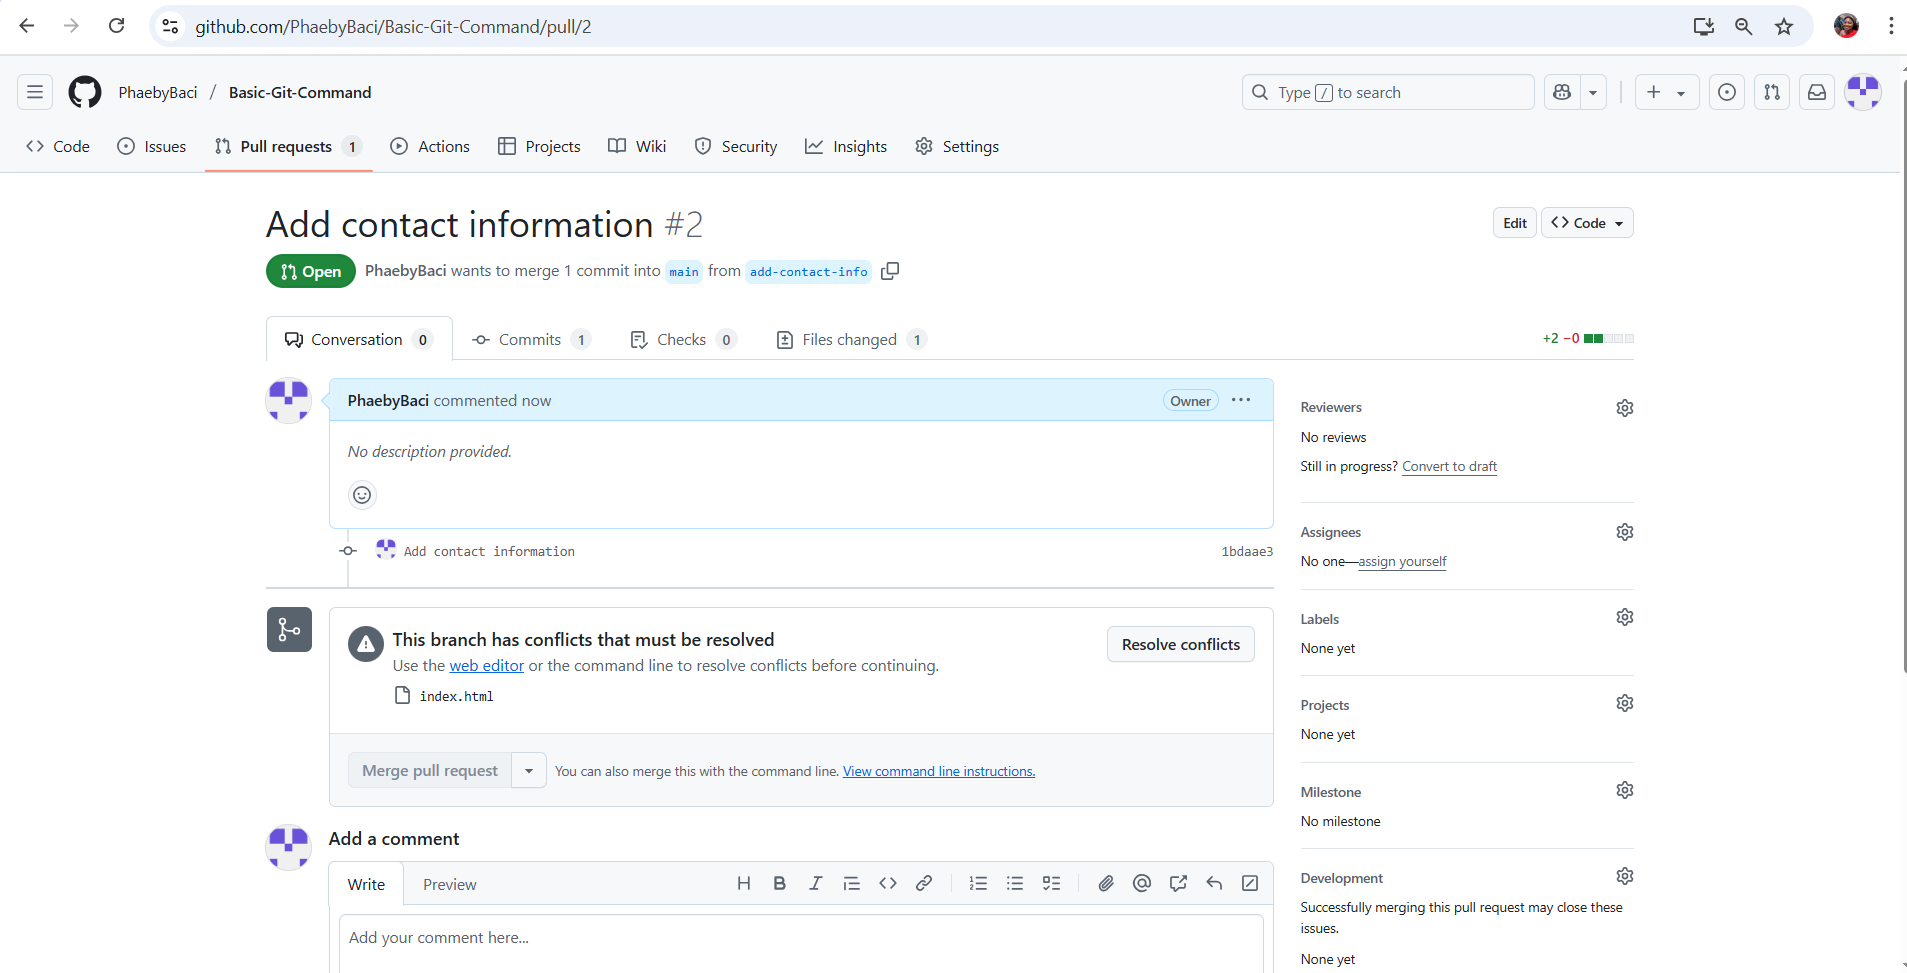 github.com/PhaebyBaci/Basic-Git-Command/pull/2
PhaebyBaci / Basic-Git-Command
Type / to search
Code
Issues
Pull requests 1
Actions
Projects
Wiki
Security
Insights
Settings
Add contact information #2
Edit
Code
Open
PhaebyBaci wants to merge 1 commit into main from add-contact-info
Conversation 0
Commits 1
Checks 0
Files changed 1
+2 −0
PhaebyBaci commented now
Owner
No description provided.
Add contact information
1bdaae3
This branch has conflicts that must be resolved
Use the web editor or the command line to resolve conflicts before continuing.
index.html
Resolve conflicts
Merge pull request
You can also merge this with the command line. View command line instructions.
Add a comment
Write
Preview
Add your comment here...
Reviewers
No reviews
Still in progress? Convert to draft
Assignees
No one—assign yourself
Labels
None yet
Projects
None yet
Milestone
No milestone
Development
Successfully merging this pull request may close these
issues.
None yet